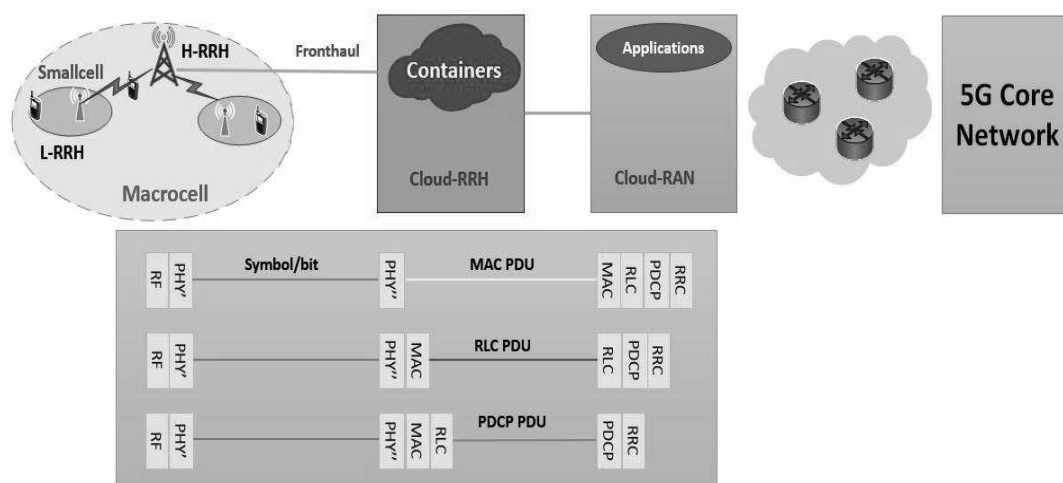 H-RRH
Fronthaul
Smallcell
L-RRH
Macrocell
Containers
Cloud-RRH
Applications
Cloud-RAN
5G Core
Network
RF
PHY'
Symbol/bit
PHY''
MAC PDU
MAC
RLC
PDCP
RRC
RF
PHY'
PHY''
MAC
RLC PDU
RLC
PDCP
RRC
RF
PHY'
PHY''
MAC
RLC
PDCP PDU
PDCP
RRC